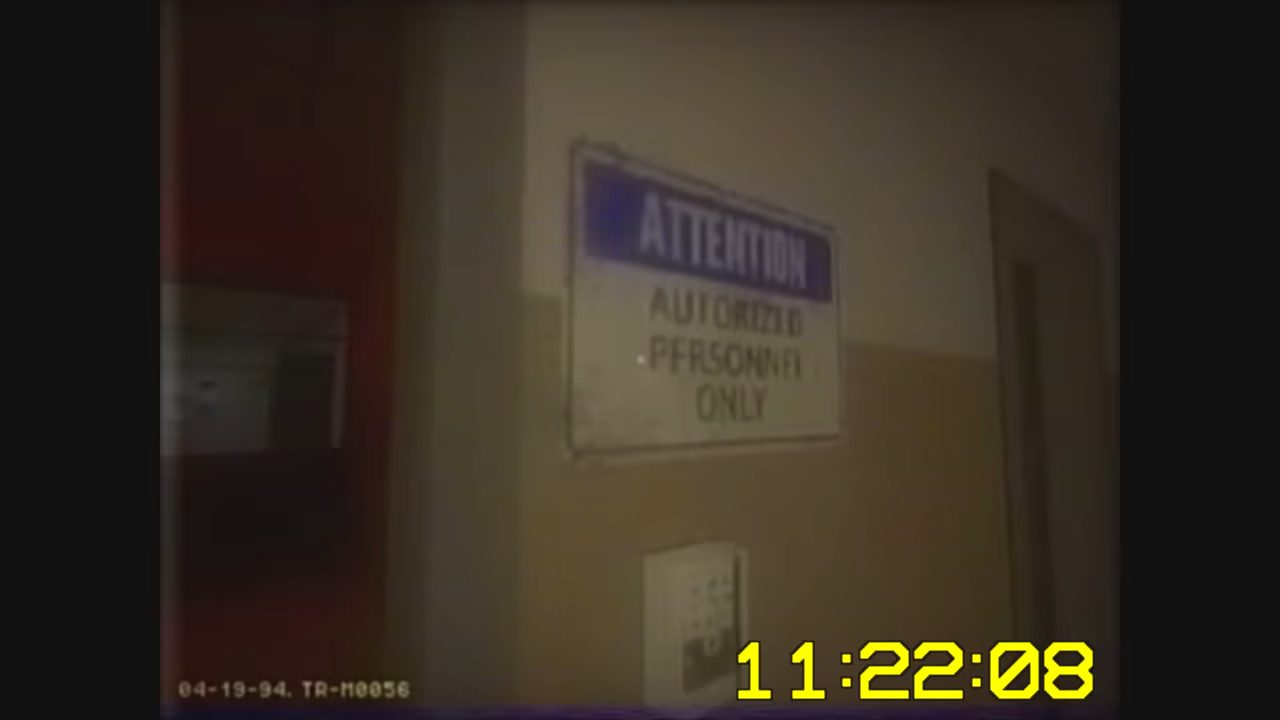 ATTENTION
AUTORIZED
PERSONNEL
ONLY
04-19-94. TR-M0056
11:22:08